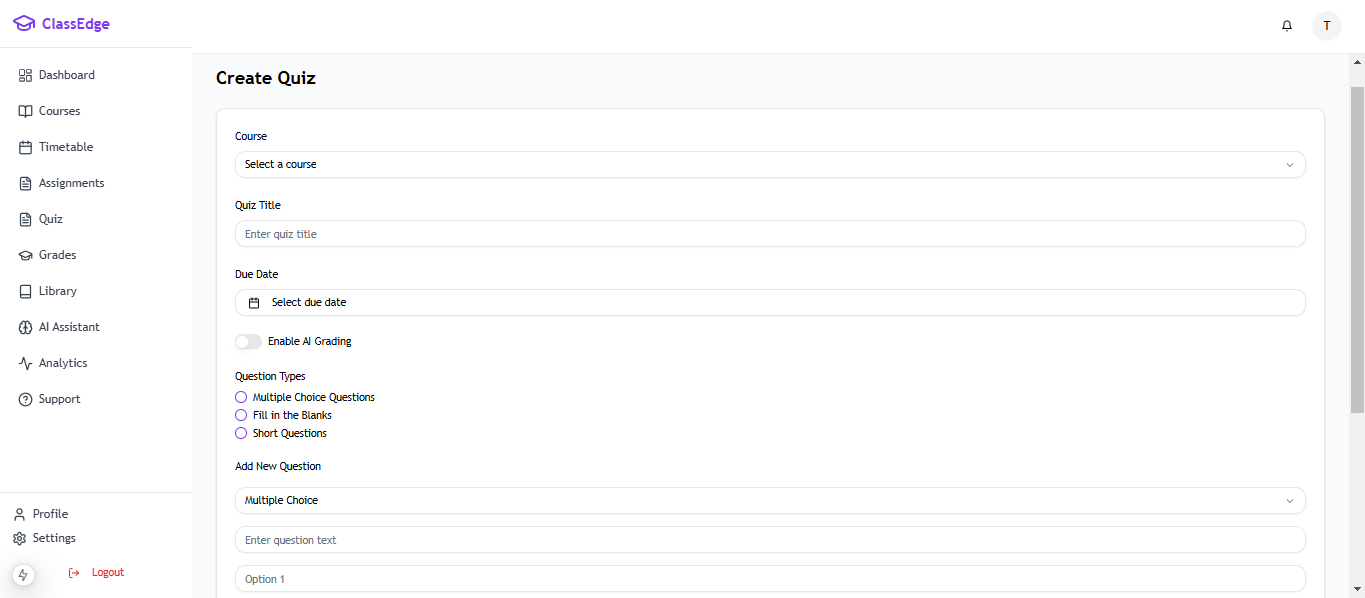 ClassEdge
T
Dashboard
Courses
Timetable
Assignments
Quiz
Grades
Library
AI Assistant
Analytics
Support
Profile
Settings
Logout
Create Quiz
Course
Select a course
Quiz Title
Enter quiz title
Due Date
Select due date
Enable AI Grading
Question Types
Multiple Choice Questions
Fill in the Blanks
Short Questions
Add New Question
Multiple Choice
Enter question text
Option 1